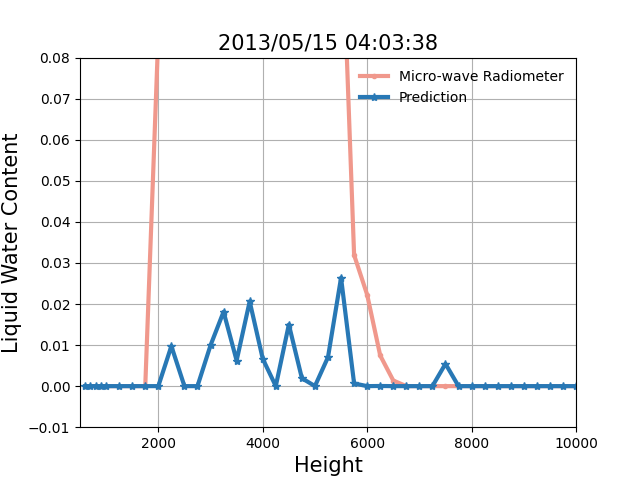 2013/05/15 04:03:38
Micro-wave Radiometer
Prediction
Liquid Water Content
0.08
0.07
0.06
0.05
0.04
0.03
0.02
0.01
0.00
−0.01
2000 4000 6000 8000 10000
Height